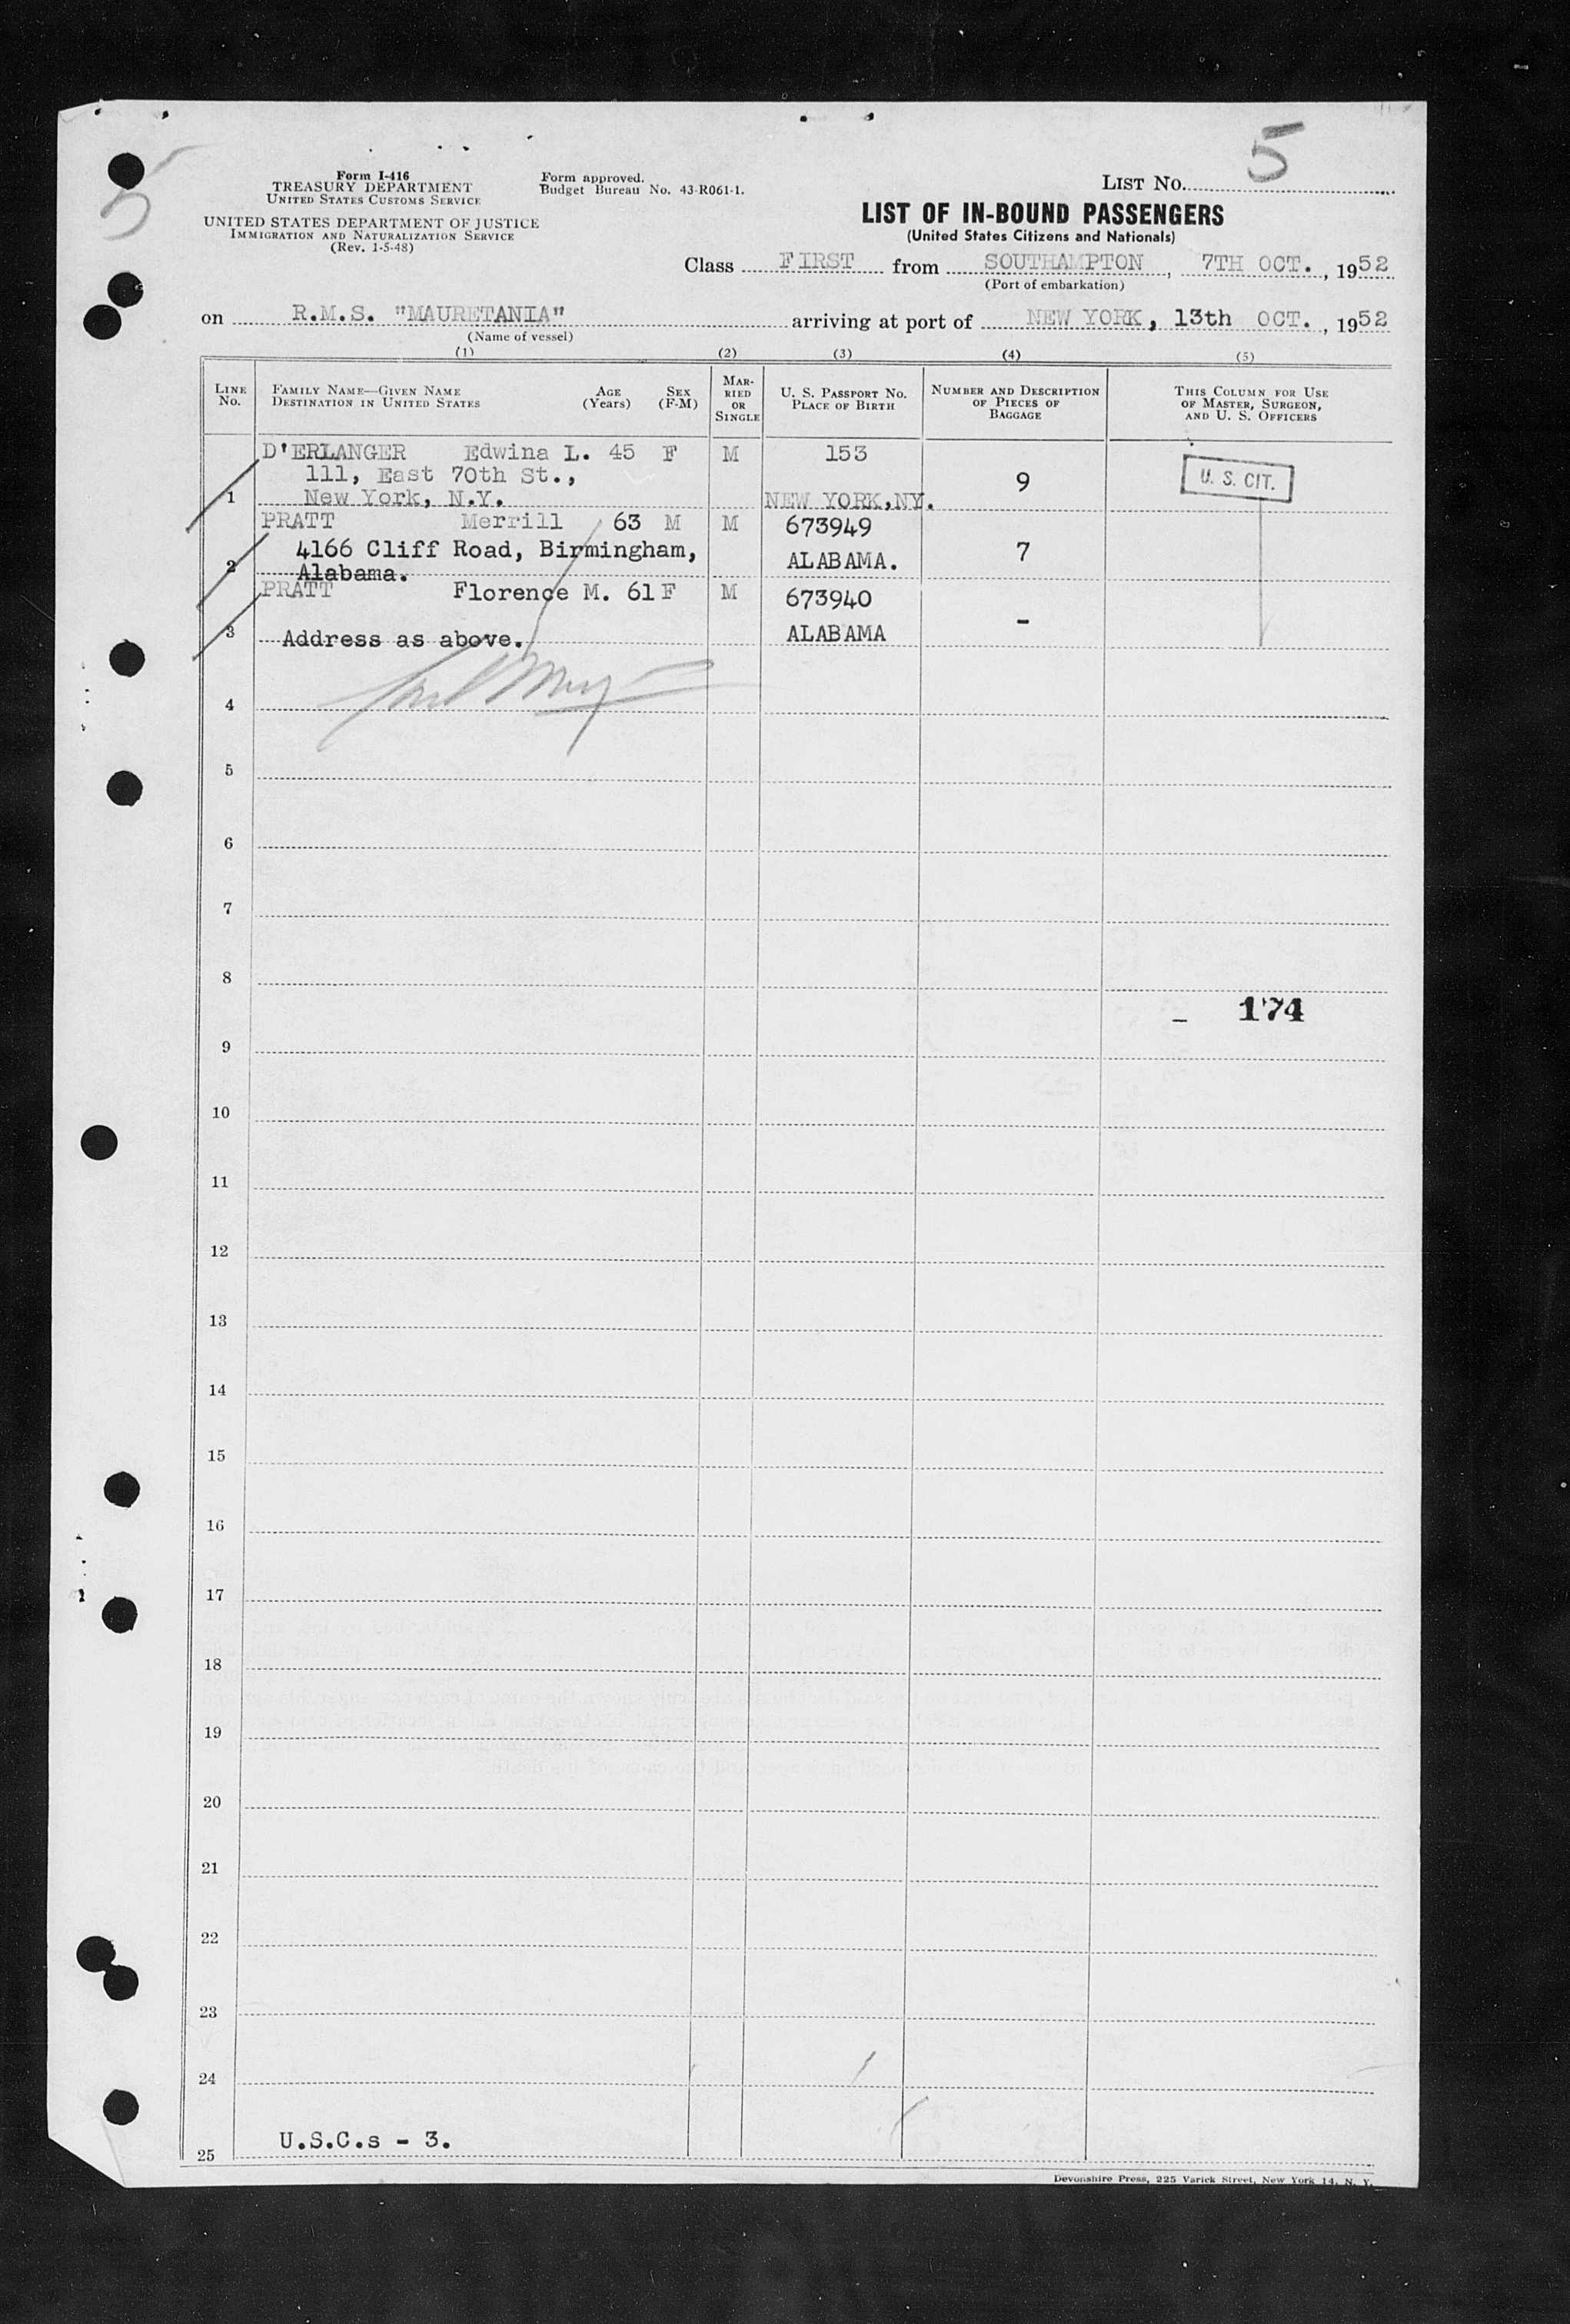 5
5
Form I-416
TREASURY DEPARTMENT
UNITED STATES CUSTOMS SERVICE
UNITED STATES DEPARTMENT OF JUSTICE
IMMIGRATION AND NATURALIZATION SERVICE
(Rev. 1-5-48)
Form approved.
Budget Bureau No. 43-R061-1.
LIST No.
LIST OF IN-BOUND PASSENGERS
(United States Citizens and Nationals)
Class FIRST from SOUTHAMPTON, 7TH OCT., 1952
(Port of embarkation)
on R.M.S. "MAURETANIA" arriving at port of NEW YORK, 13th OCT., 1952
(Name of vessel)
(1) (2) (3) (4) (5)
LINE No.
FAMILY NAME—GIVEN NAME
DESTINATION IN UNITED STATES
AGE (Years)
SEX (F-M)
MAR-RIED OR SINGLE
U. S. PASSPORT No.
PLACE OF BIRTH
NUMBER AND DESCRIPTION OF PIECES OF BAGGAGE
THIS COLUMN FOR USE OF MASTER, SURGEON, AND U. S. OFFICERS
D'ERLANGER Edwina L. 45 F M 153
111, East 70th St., 9 U. S. CIT.
1 New York, N.Y. NEW YORK,NY.
PRATT Merrill 63 M M 673949
4166 Cliff Road, Birmingham, ALABAMA. 7
2 Alabama.
PRATT Florence M. 61 F M 673940
3 Address as above. ALABAMA -
4
5
6
7
8
- 174
9
10
11
12
13
14
15
16
17
18
19
20
21
22
23
24
U.S.C.s - 3.
25
Devonshire Press, 225 Varick Street, New York 14, N. Y.